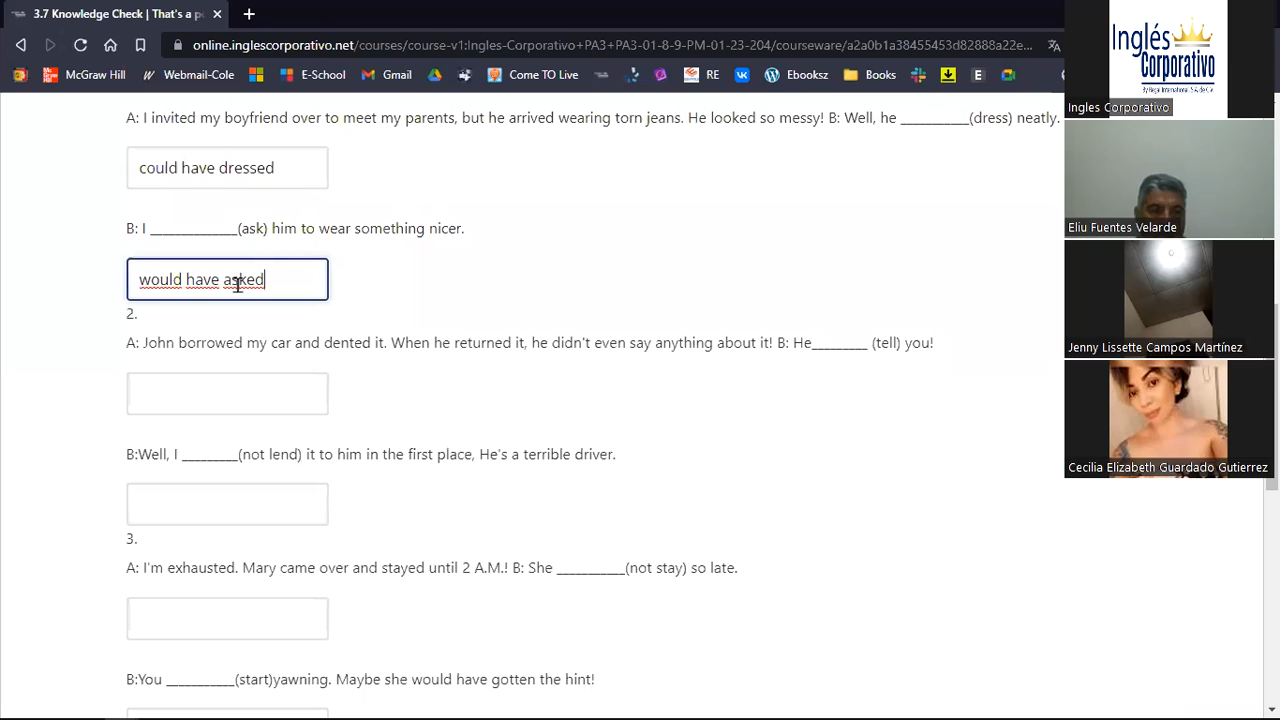 3.7 Knowledge Check | That's a p
online.inglescorporativo.net/courses/course-v1:Ingles-Corporativo+PA3+PA3-01-8-9-PM-01-23-204/courseware/a2a0b1e38455453d82888a22e...
McGraw Hill
Webmail-Cole
E-School
Gmail
Come TO Live
RE
Ebooksz
Books
A: I invited my boyfriend over to meet my parents, but he arrived wearing torn jeans. He looked so messy! B: Well, he __________(dress) neatly.
could have dressed
B: I _____________(ask) him to wear something nicer.
would have asked
2.
A: John borrowed my car and dented it. When he returned it, he didn't even say anything about it! B: He________ (tell) you!
B:Well, I ________(not lend) it to him in the first place, He's a terrible driver.
3.
A: I'm exhausted. Mary came over and stayed until 2 A.M.! B: She __________(not stay) so late.
B:You __________(start)yawning. Maybe she would have gotten the hint!
Inglés
Corporativo
Ingles Corporativo
Eliu Fuentes Velarde
Jenny Lissette Campos Martínez
Cecilia Elizabeth Guardado Gutierrez